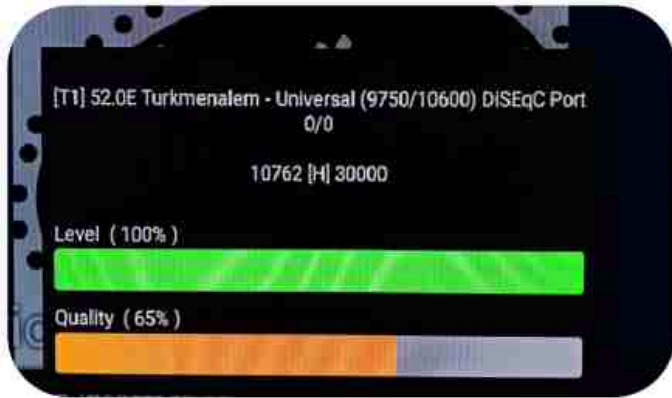 [T1] 52.0E Turkmenalem - Universal (9750/10600) DiSEqC Port
0/0
10762 [H] 30000
Level ( 100% )
Quality ( 65% )